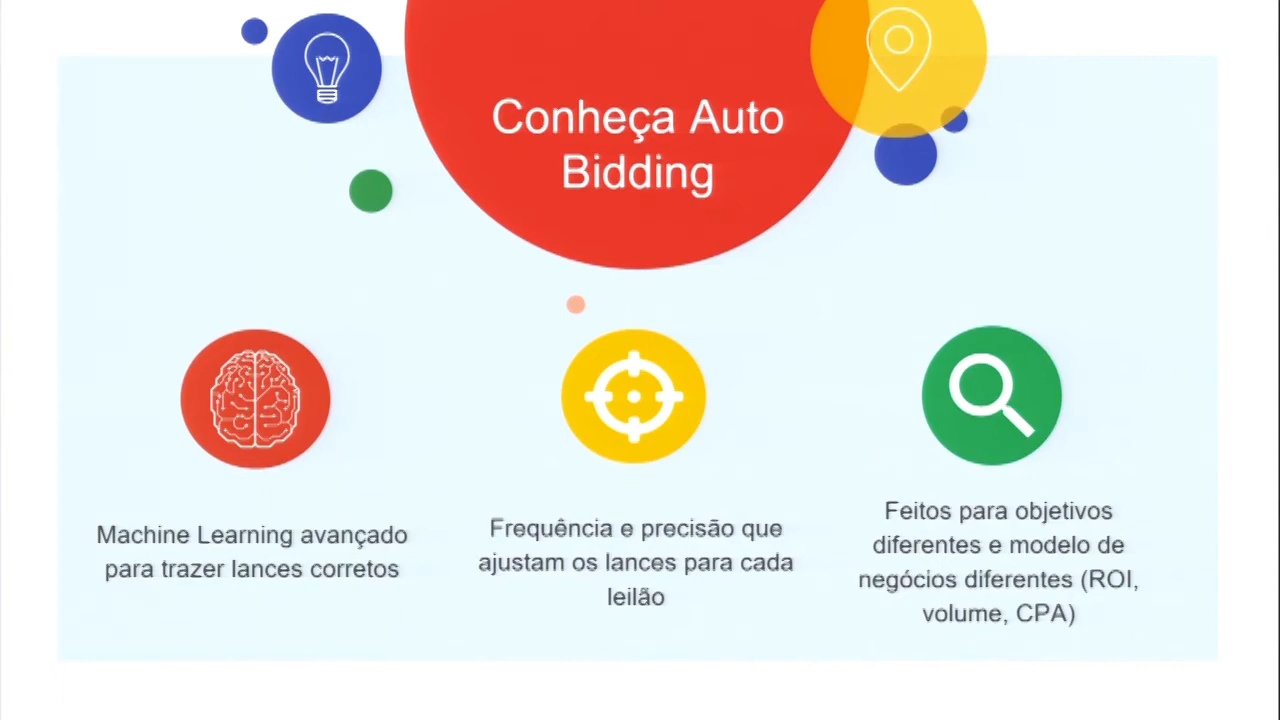 Conheça Auto
Bidding
Machine Learning avançado
para trazer lances corretos
Frequência e precisão que
ajustam os lances para cada
leilão
Feitos para objetivos
diferentes e modelo de
negócios diferentes (ROI,
volume, CPA)